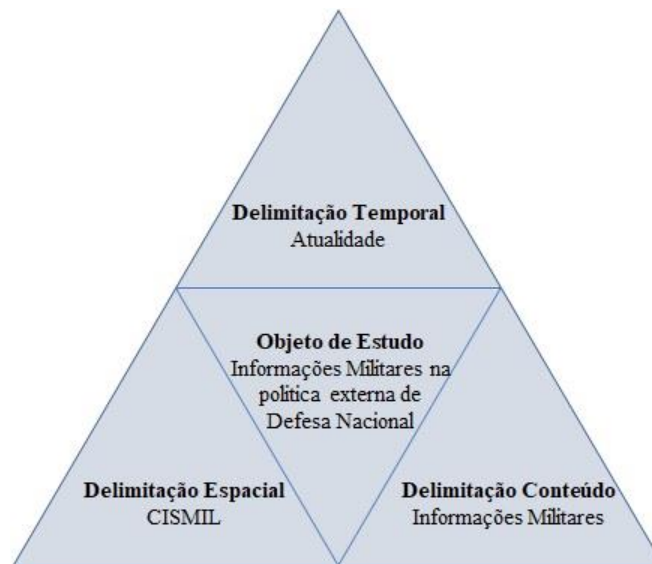 Delimitação Temporal
Atualidade
Objeto de Estudo
Informações Militares na
politica externa de
Defesa Nacional
Delimitação Espacial
CISMIL
Delimitação Conteúdo
Informações Militares